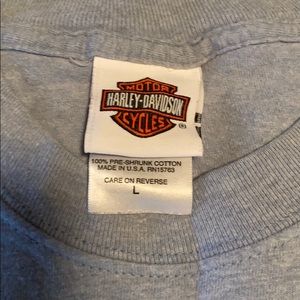 MOTOR
HARLEY-DAVIDSON
CYCLES
®
100% PRE-SHRUNK COTTON
MADE IN U.S.A. RN15763
CARE ON REVERSE
L